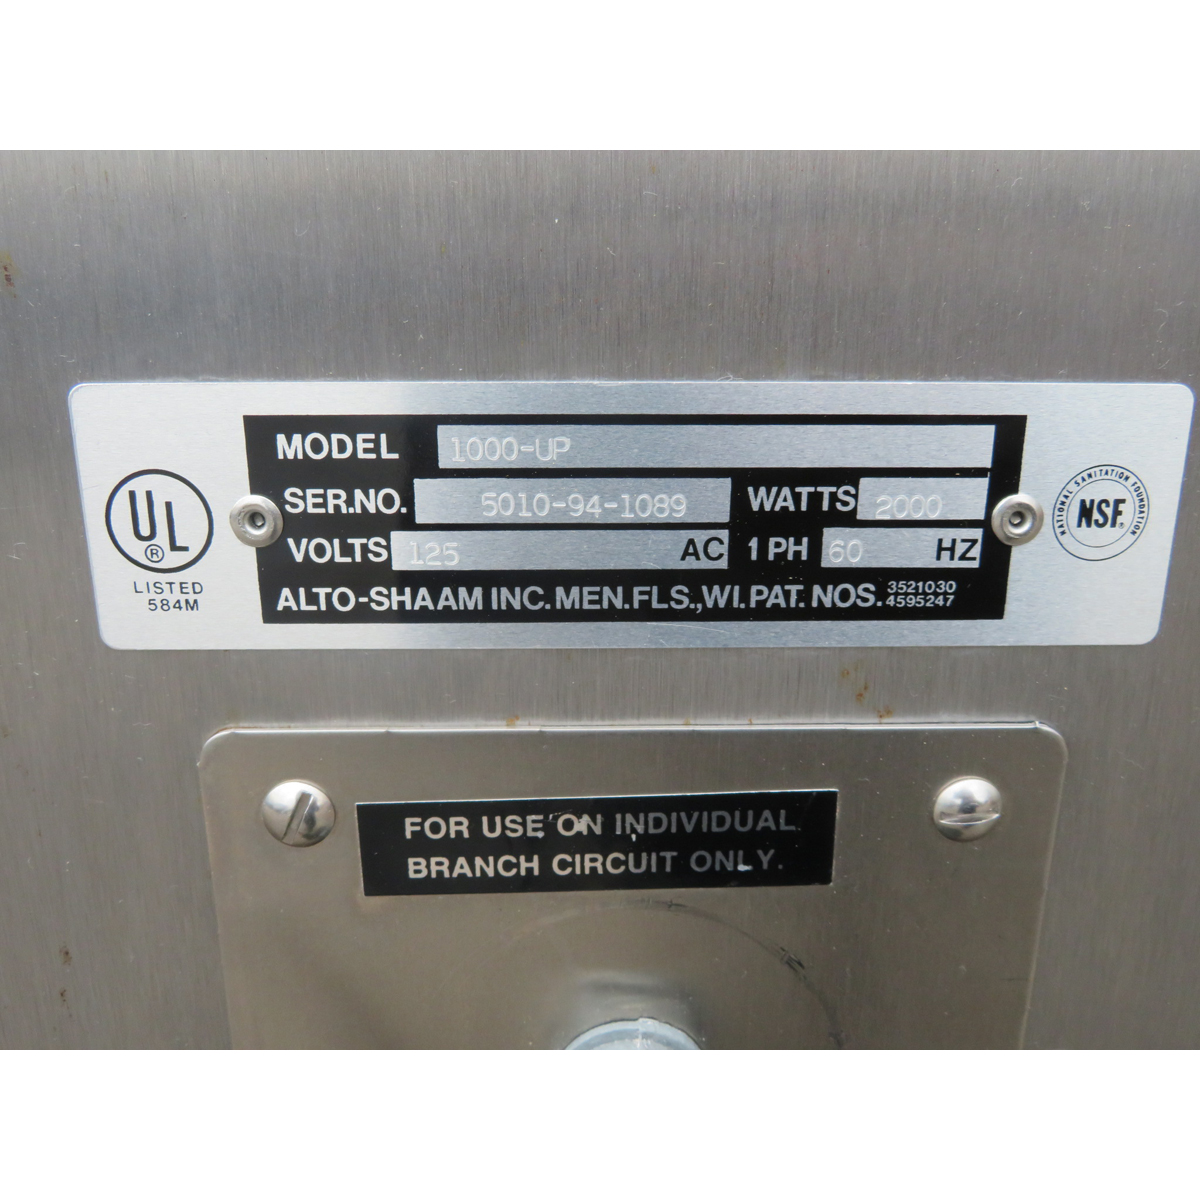 MODEL 1000-UP
SER.NO. 5010-94-1089 WATTS 2000
VOLTS 125 AC 1 PH 60 HZ
ALTO-SHAAM INC. MEN. FLS., WI. PAT. NOS. 3521030
4595247
UL
®
LISTED
584M
NATIONAL SANITATION FOUNDATION
NSF®
FOR USE ON INDIVIDUAL
BRANCH CIRCUIT ONLY.